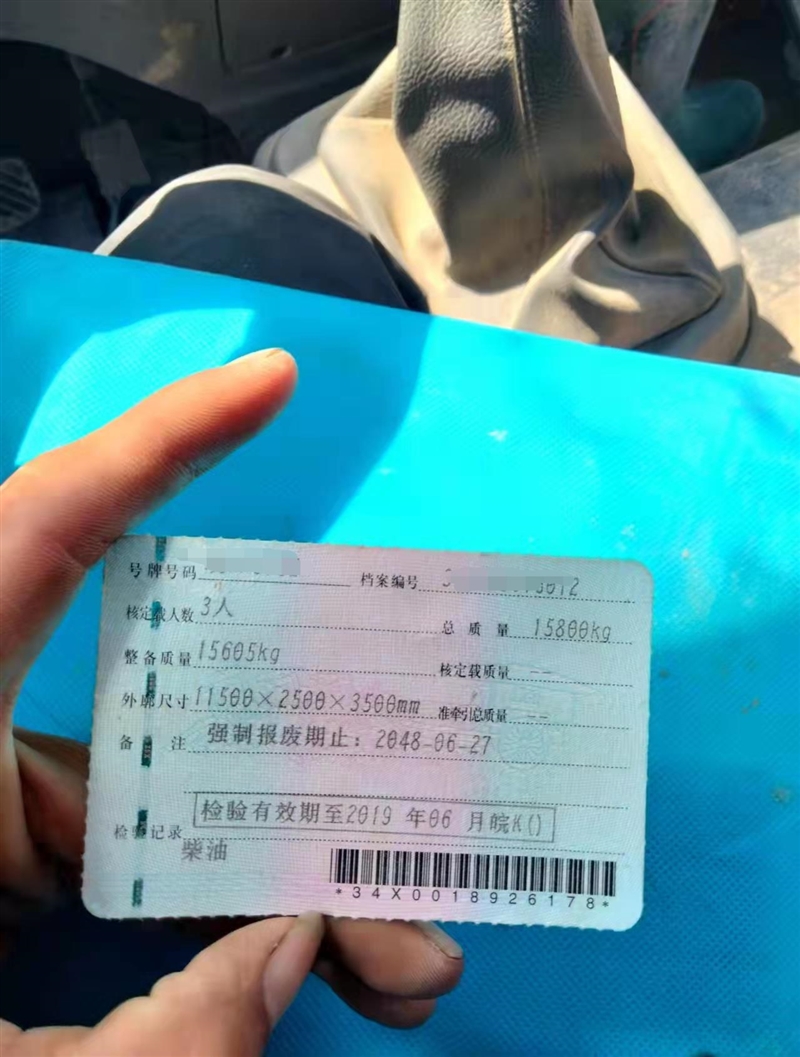 号牌号码 档案编号
核定载人数 3人 总质量 15800kg
整备质量 15605kg 核定载质量 --
外廓尺寸 11500×2500×3500mm 准牵引总质量 --
备注 强制报废期止：2048-06-27
检验有效期至2019 年06 月皖K()
检验记录
柴油
*34X0018926178*